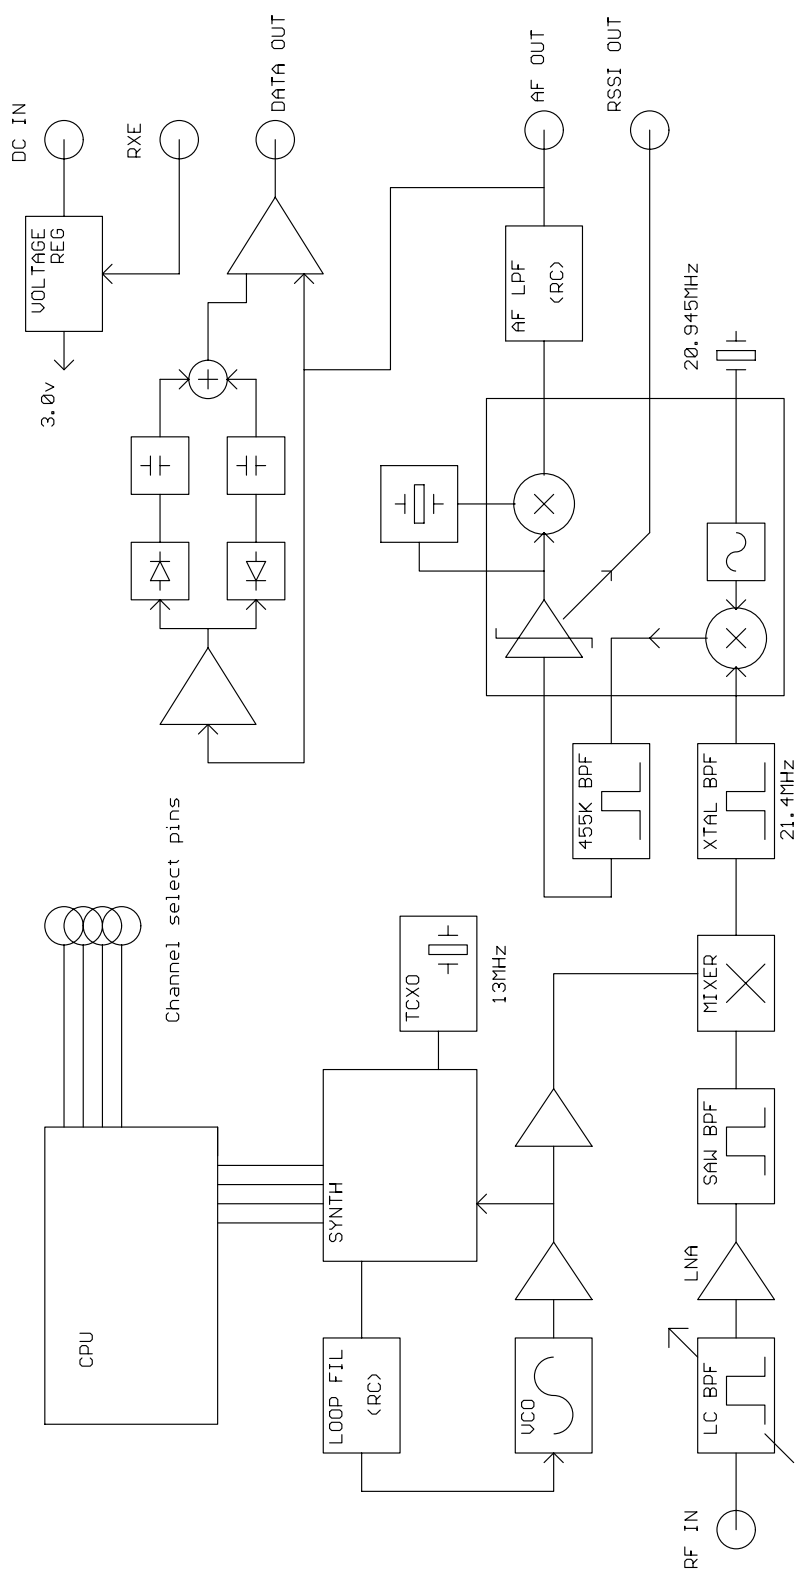 DC IN
RXE
DATA OUT
AF OUT
RSSI OUT
VOLTAGE
REG
3.0v
AF LPF
(RC)
20.945MHz
Channel select pins
455K BPF
XTAL BPF
21.4MHz
TCXO
13MHz
MIXER
CPU
SYNTH
SAW BPF
LNA
LOOP FIL
(RC)
VCO
LC BPF
RF IN